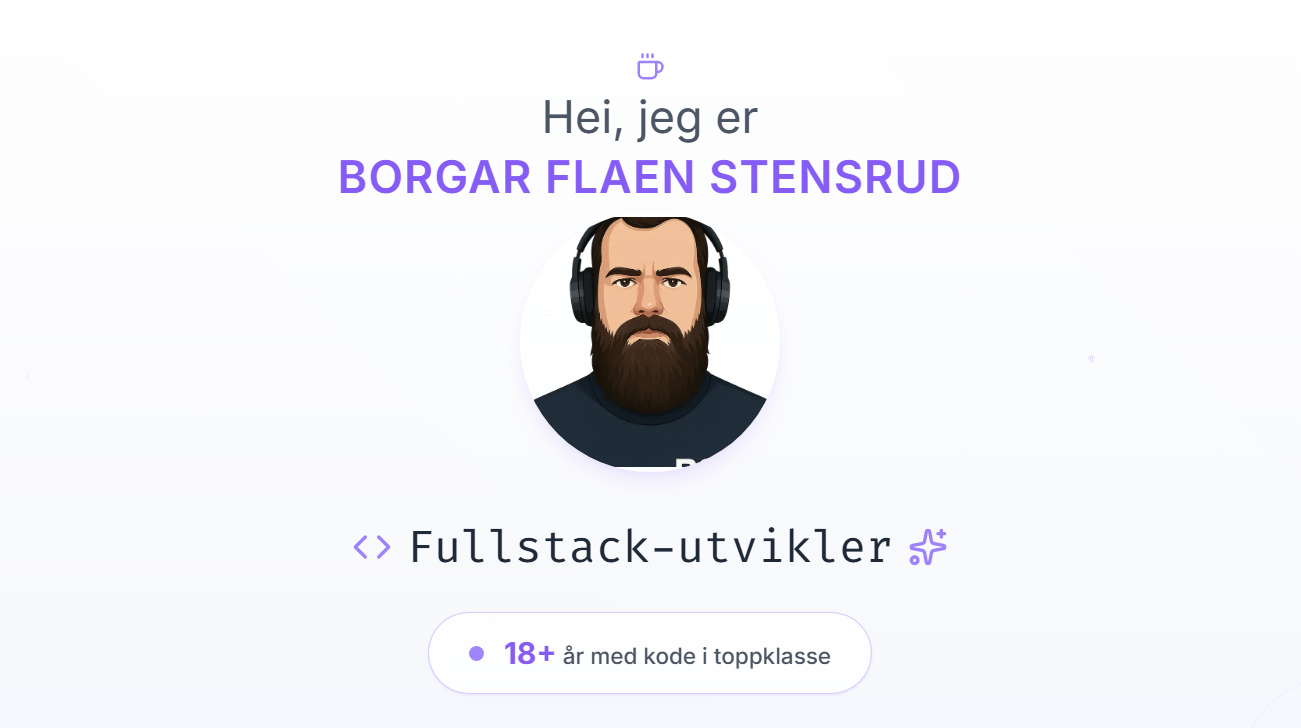 Hei, jeg er
BORGAR FLAEN STENSRUD
Fullstack-utvikler
18+ år med kode i toppklasse